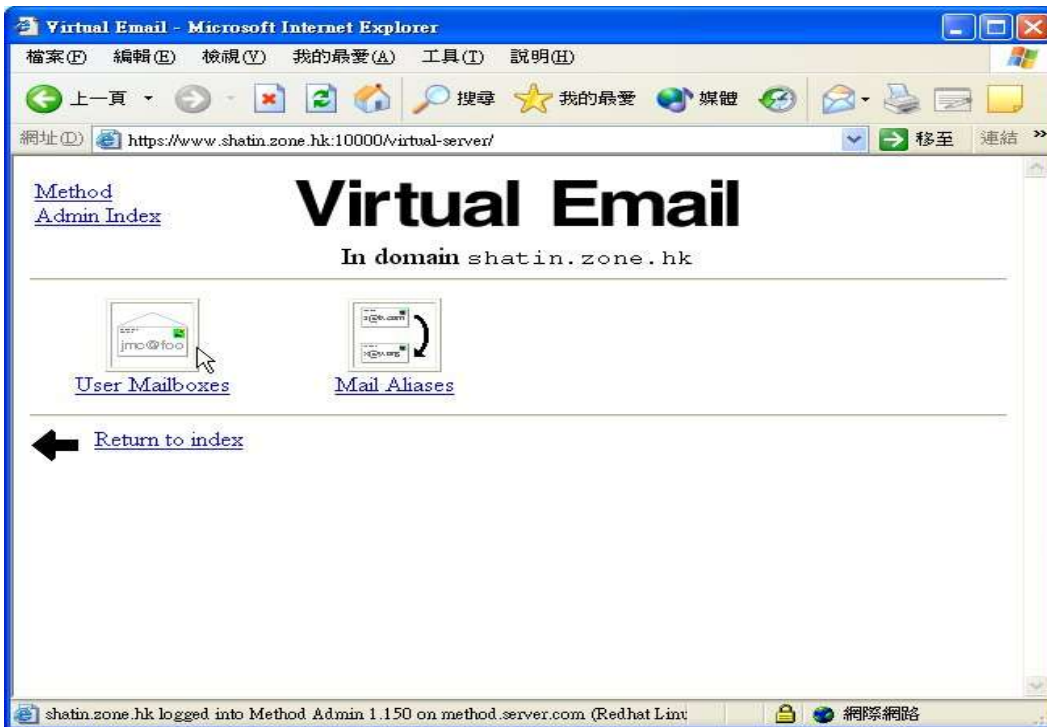 Virtual Email - Microsoft Internet Explorer
檔案(F) 編輯(E) 檢視(V) 我的最愛(A) 工具(T) 說明(H)
上一頁 搜尋 我的最愛 媒體
網址(D) https://www.shatin.zone.hk:10000/virtual-server/ 移至 連結 »
Method
Admin Index
Virtual Email
In domain shatin.zone.hk
jmc@foo
User Mailboxes Mail Aliases
Return to index
shatin.zone.hk logged into Method Admin 1.150 on method.server.com (Redhat Linu 網際網路